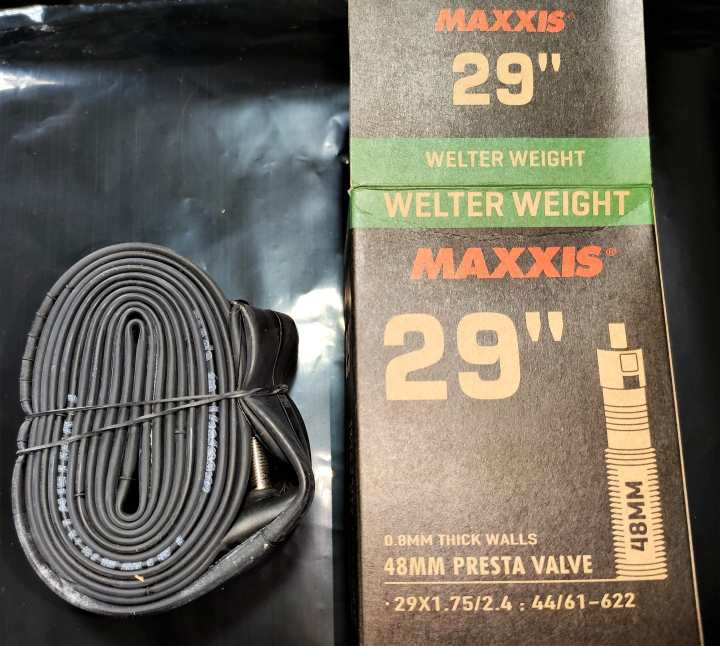 MAXXIS
29"
WELTER WEIGHT
WELTER WEIGHT
MAXXIS®
29"
48MM
0.8MM THICK WALLS
48MM PRESTA VALVE
·29X1.75/2.4 : 44/61-622